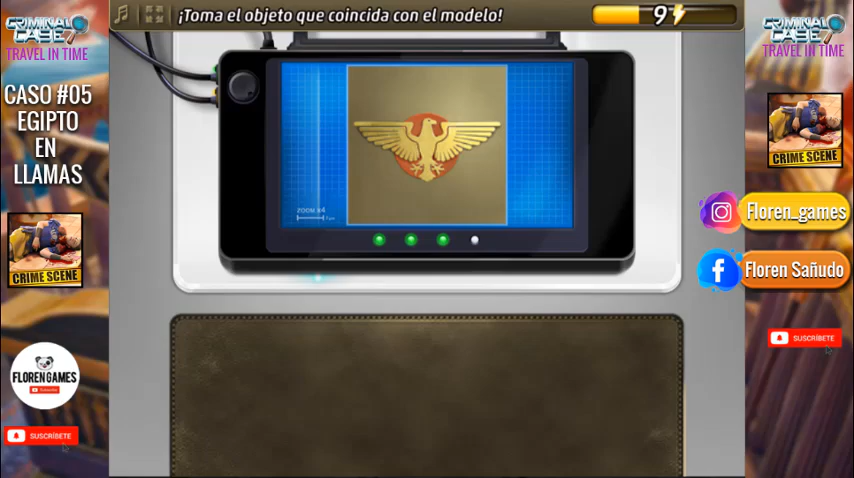 ¡Toma el objeto que coincida con el modelo!
9
CRIMINAL CASE
TRAVEL IN TIME
CASO #05
EGIPTO
EN
LLAMAS
CRIME SCENE
FLOREN GAMES
SUSCRÍBETE
ZOOM X4
CRIMINAL CASE
TRAVEL IN TIME
CRIME SCENE
Floren_games
Floren Sañudo
SUSCRÍBETE